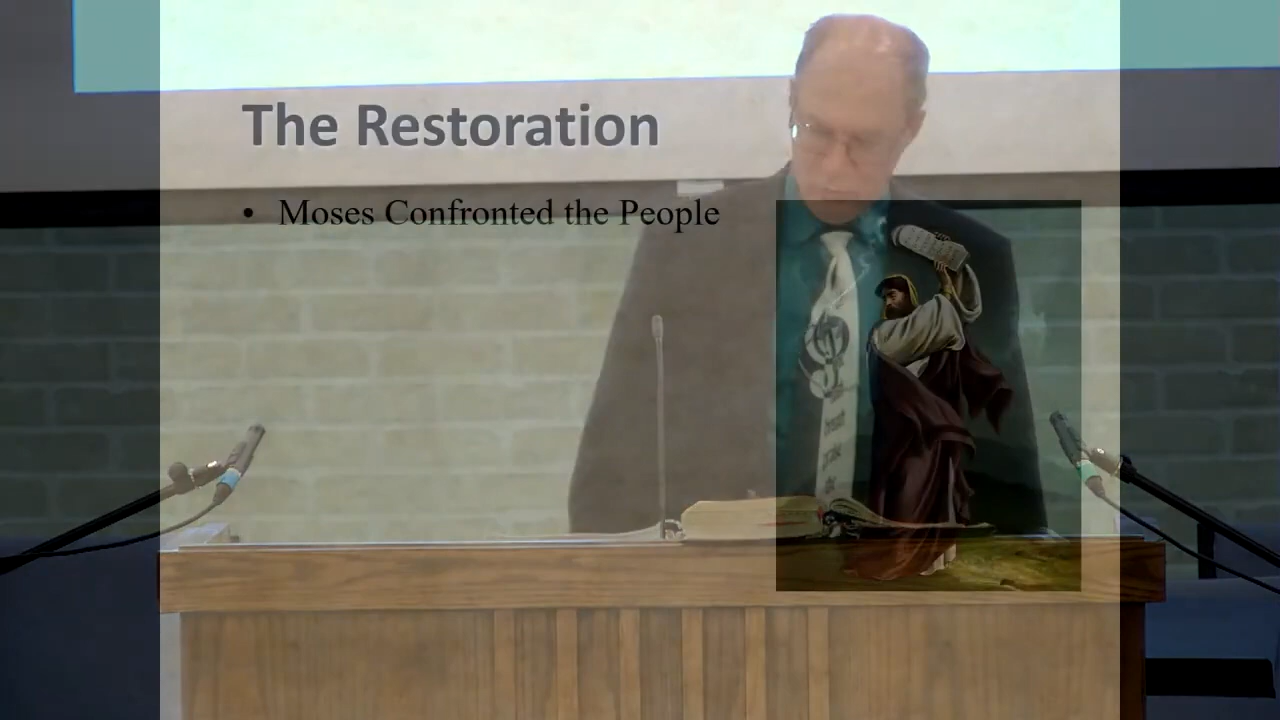 The Restoration
• Moses Confronted the People